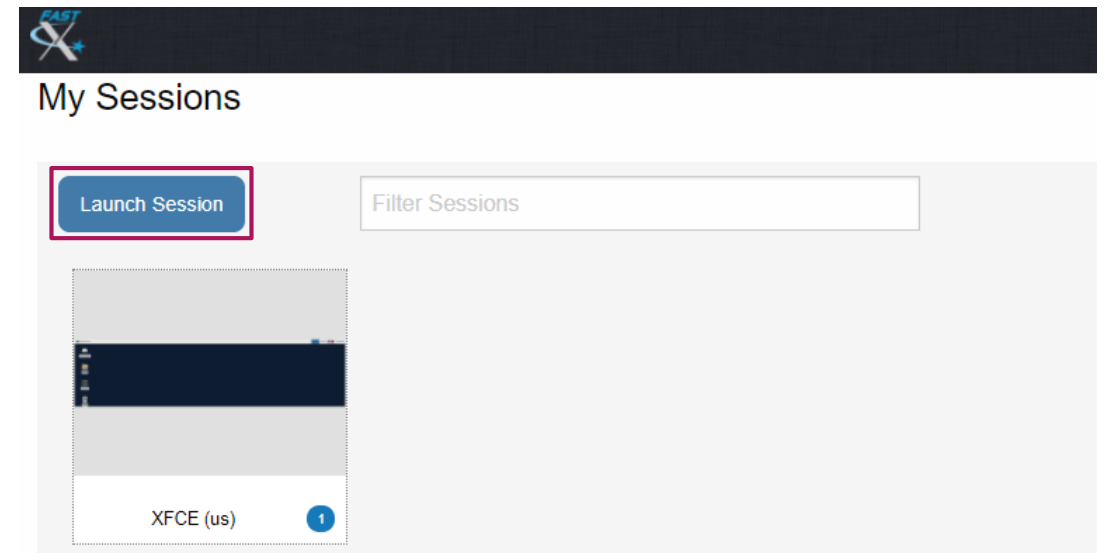 FAST
X
My Sessions
Launch Session
Filter Sessions
XFCE (us)
1